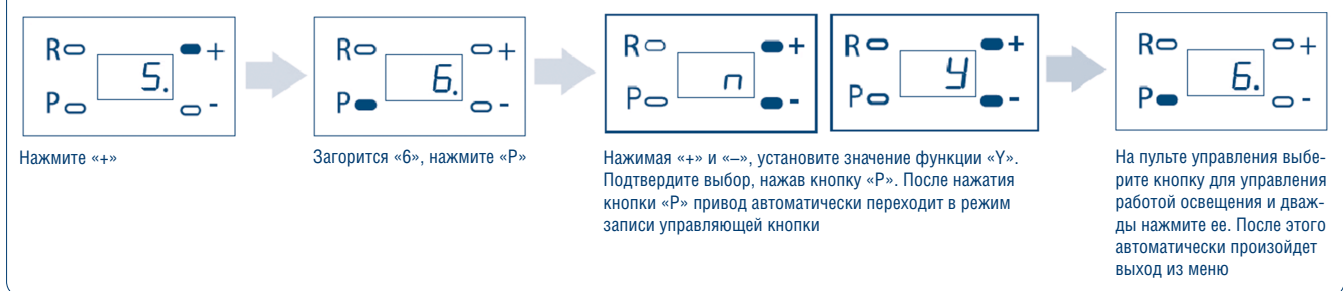 R + 5. P -
R + 6. P -
R + n P -
R + y P -
R + 6. P -
Нажмите «+»
Загорится «6», нажмите «P»
Нажимая «+» и «–», установите значение функции «Y».
Подтвердите выбор, нажав кнопку «P». После нажатия
кнопки «P» привод автоматически переходит в режим
записи управляющей кнопки
На пульте управления выбе-
рите кнопку для управления
работой освещения и дваж-
ды нажмите ее. После этого
автоматически произойдет
выход из меню